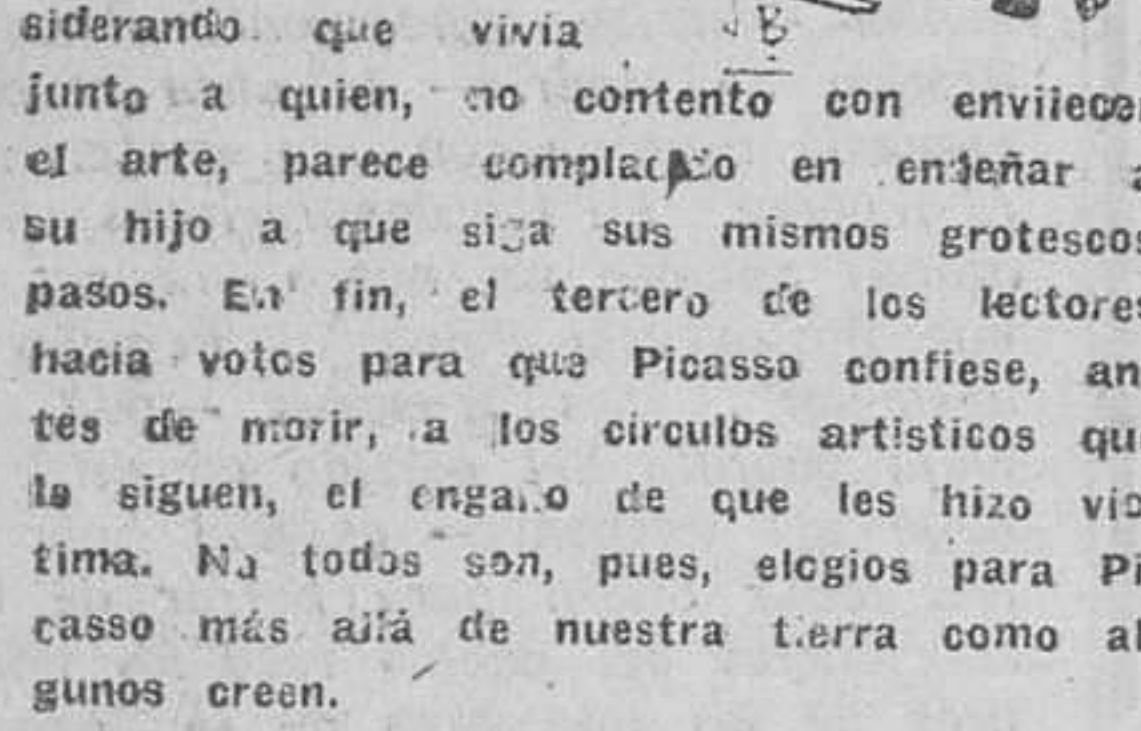 siderando que vivia
junto a quien, no contento con envilecer
el arte, parece complacido en endeñar a
su hijo a que siga sus mismos grotescos
pasos. En fin, el tercero de los lectores
hacia votos para que Picasso confiese, an
tes de morir, a los circulos artisticos que
le siguen, el engaño de que les hizo víc
tima. No todos son, pues, elogios para Pi
casso más allá de nuestra tierra como al
gunos creen.